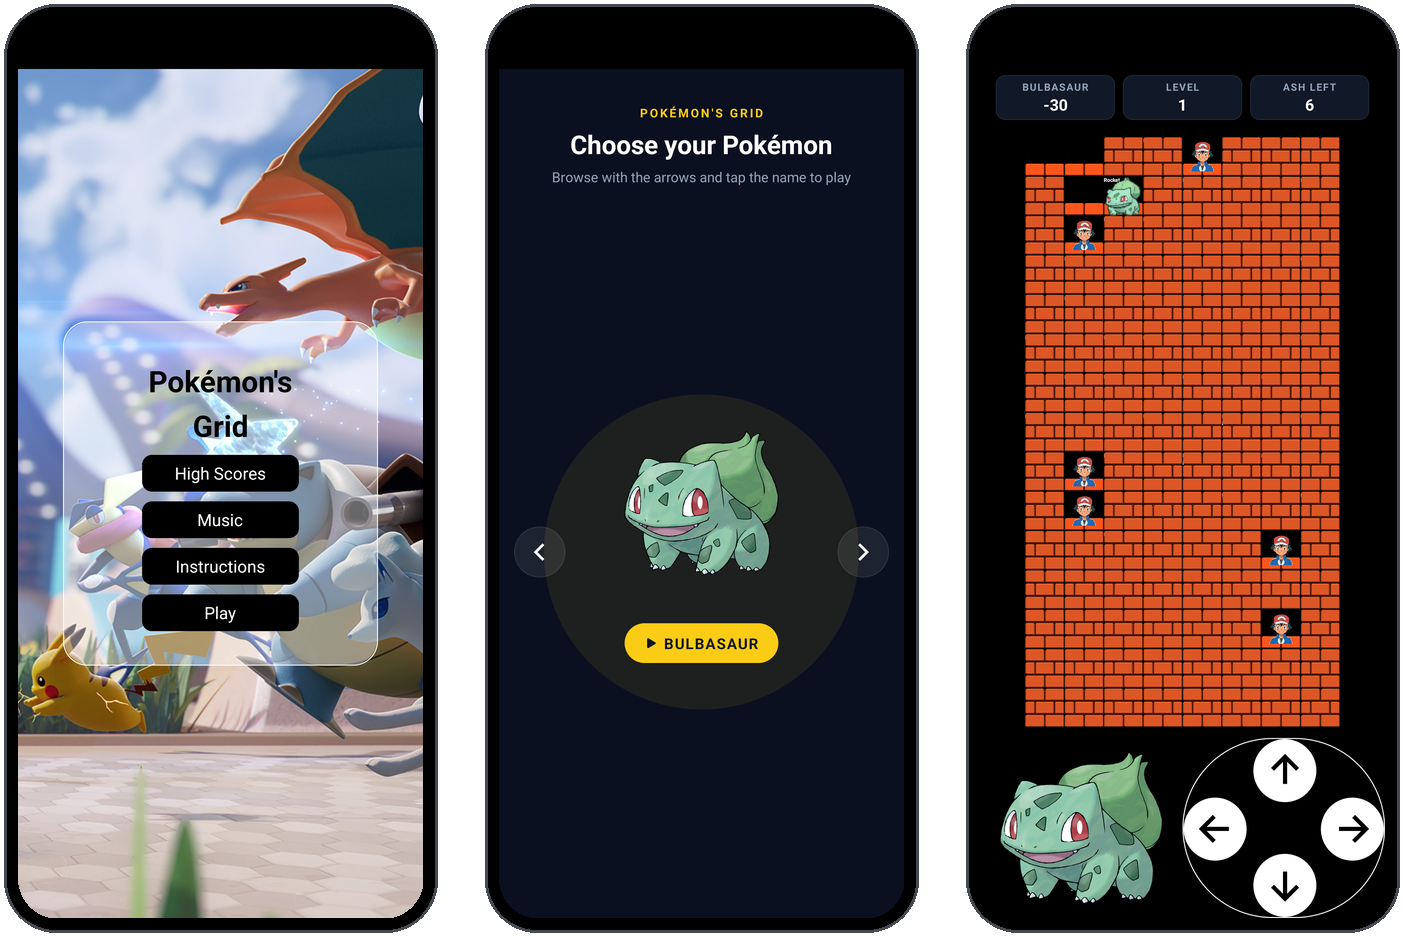 Pokémon's
Grid
High Scores
Music
Instructions
Play
POKÉMON'S GRID
Choose your Pokémon
Browse with the arrows and tap the name to play
BULBASAUR
BULBASAUR
-30
LEVEL
1
ASH LEFT
6
Rocket